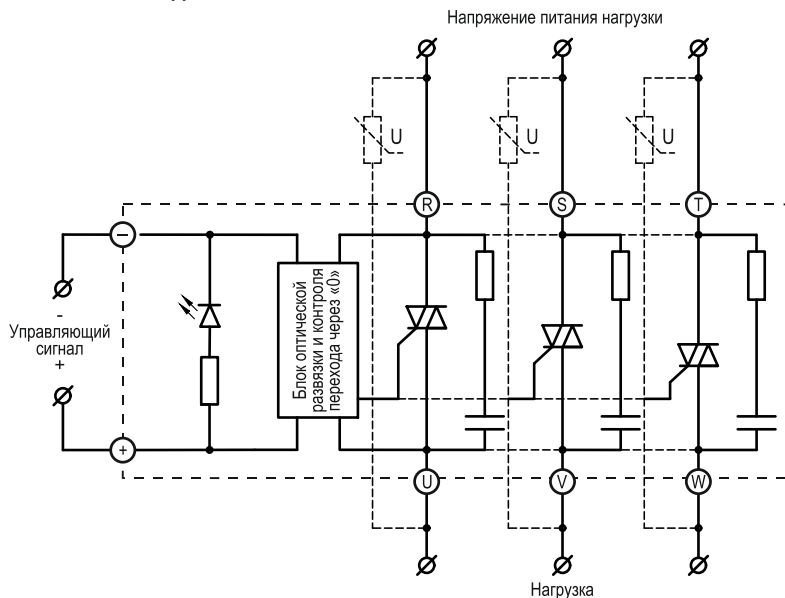 Напряжение питания нагрузки
U
U
U
R
S
T
–
-
Управляющий
сигнал
+
Блок оптической
развязки и контроля
перехода через «0»
+
U
V
W
Нагрузка